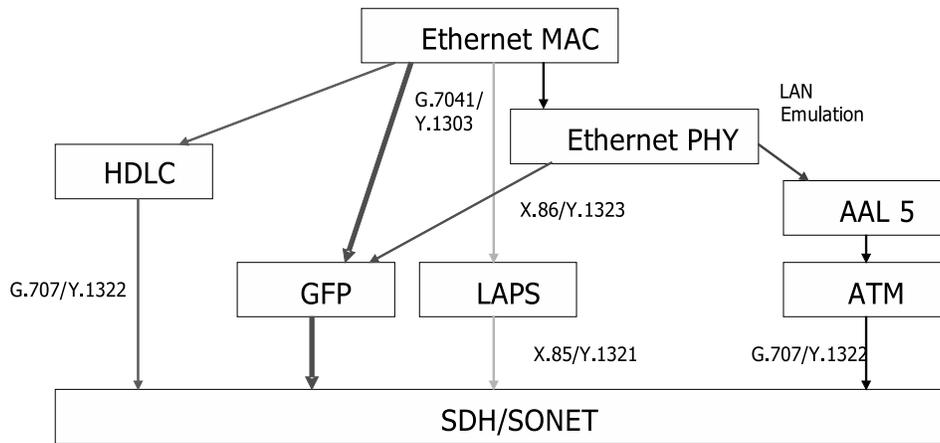 Ethernet MAC
G.7041/
Y.1303
LAN
Emulation
Ethernet PHY
HDLC
X.86/Y.1323
AAL 5
G.707/Y.1322
GFP
LAPS
ATM
X.85/Y.1321
G.707/Y.1322
SDH/SONET